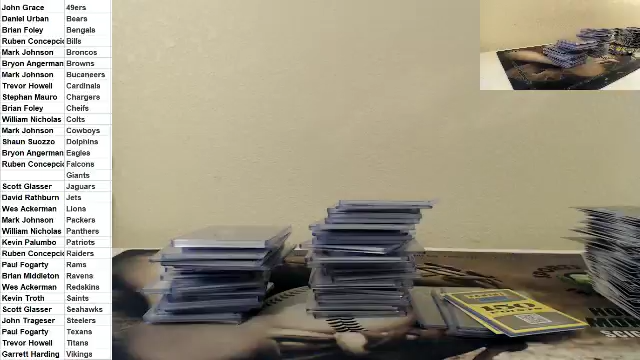 John Grace 49ers
Daniel Urban Bears
Brian Foley Bengals
Ruben Concepcic Bills
Mark Johnson Broncos
Bryon Angerman Browns
Mark Johnson Bucaneers
Trevor Howell Cardinals
Stephan Mauro Chargers
Brian Foley Cheifs
William Nicholas Colts
Mark Johnson Cowboys
Shaun Suozzo Dolphins
Bryon Angerman Eagles
Ruben Concepcic Falcons
Giants
Scott Glasser Jaguars
David Rathburn Jets
Wes Ackerman Lions
Mark Johnson Packers
William Nicholas Panthers
Kevin Palumbo Patriots
Ruben Concepcic Raiders
Paul Fogarty Rams
Brian Middleton Ravens
Wes Ackerman Redskins
Kevin Troth Saints
Scott Glasser Seahawks
John Trageser Steelers
Paul Fogarty Texans
Trevor Howell Titans
Garrett Harding Vikings